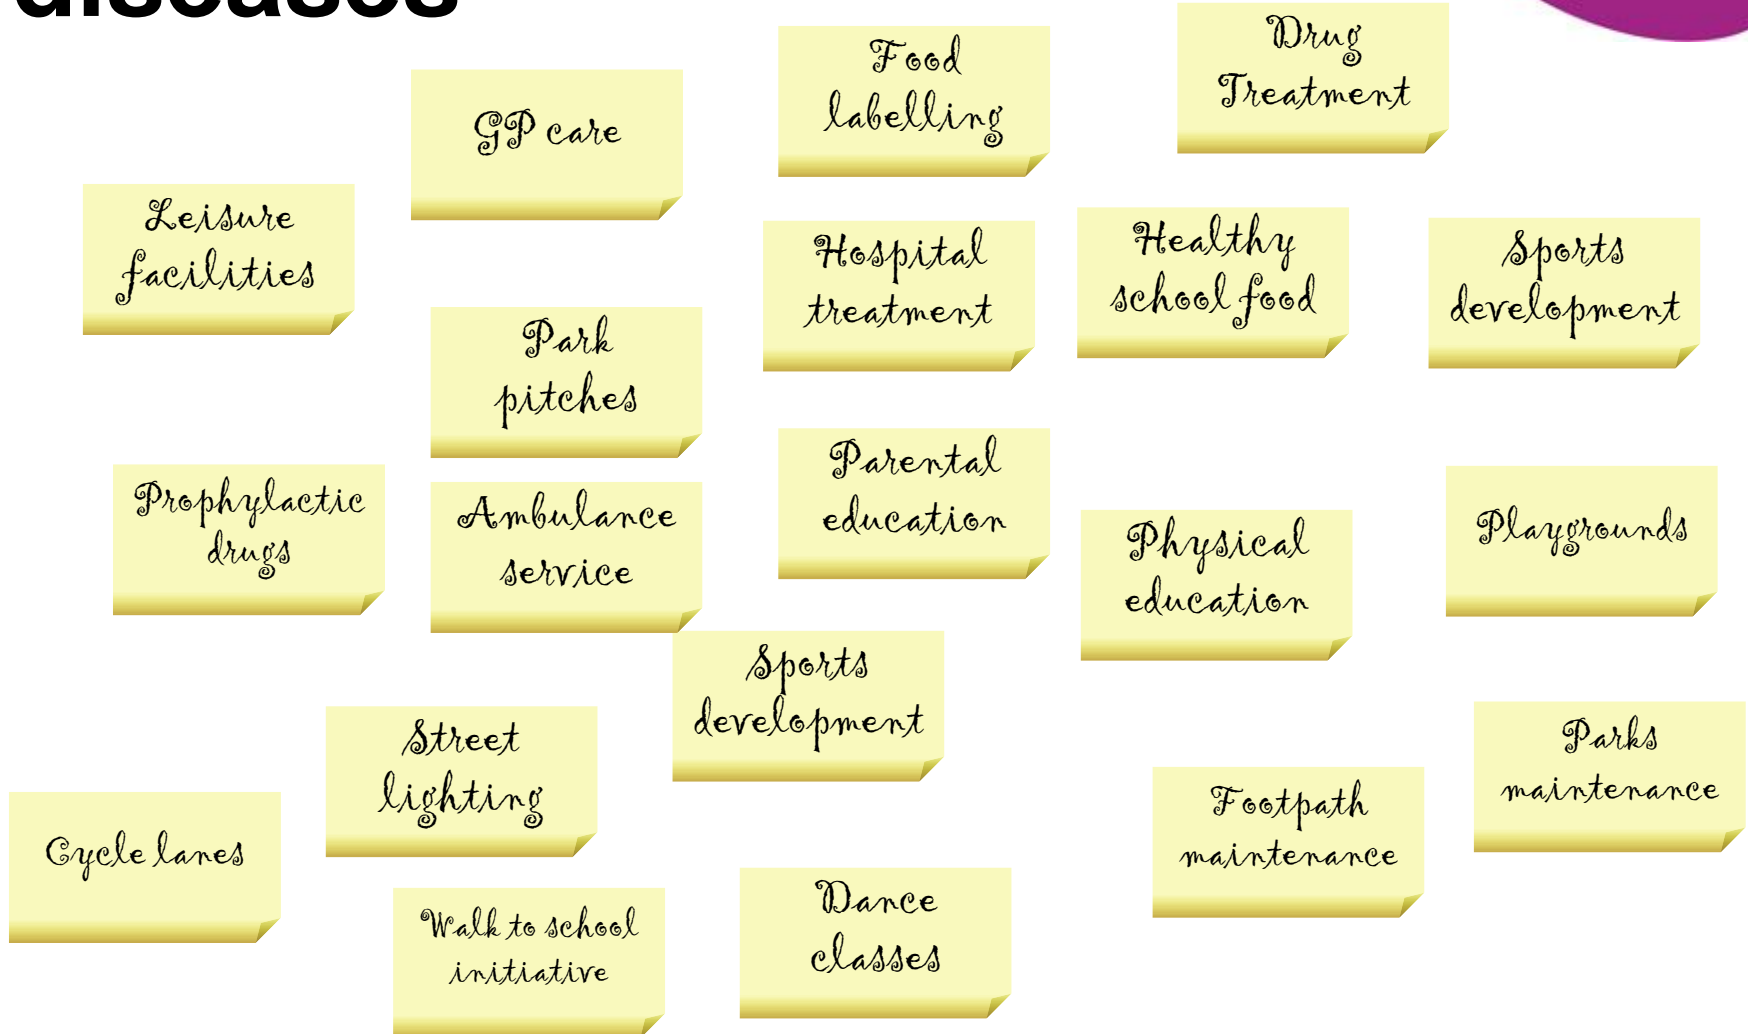 diseases
Food
labelling
Drug
Treatment
GP care
Leisure
facilities
Hospital
treatment
Healthy
school food
Sports
development
Park
pitches
Parental
education
Prophylactic
drugs
Ambulance
service
Physical
education
Playgrounds
Sports
development
Street
lighting
Parks
maintenance
Cycle lanes
Footpath
maintenance
Walk to school
initiative
Dance
classes